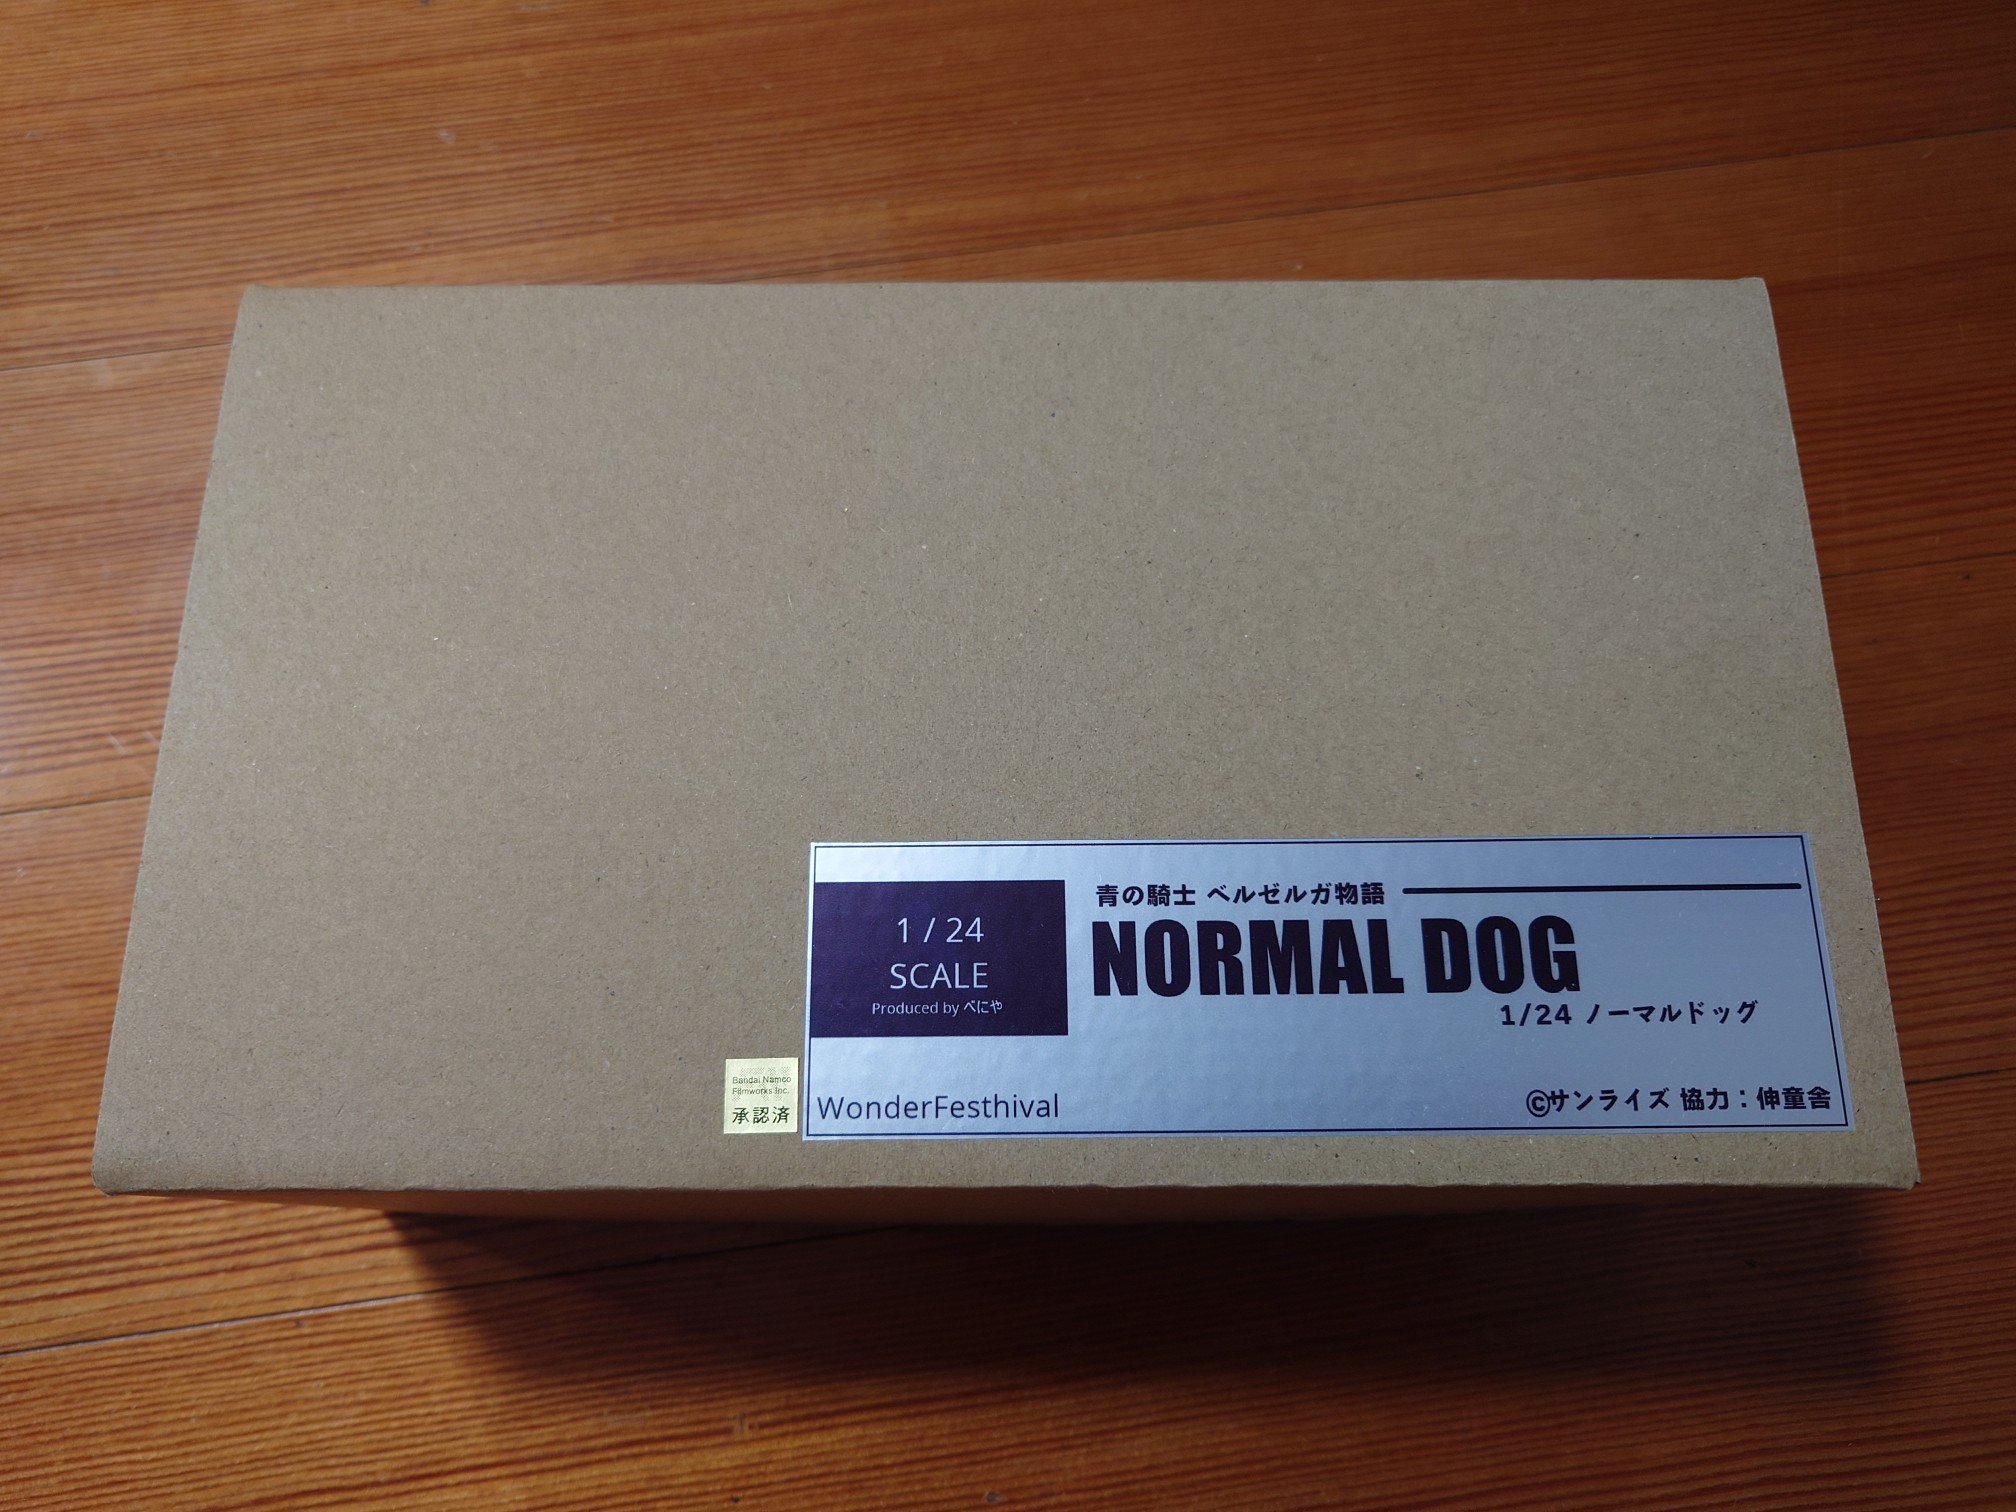 1 / 24
SCALE
Produced by べにや
青の騎士 ベルゼルガ物語
NORMAL DOG
1/24 ノーマルドッグ
Bandai Namco
Filmworks Inc.
承認済
WonderFesthival
©サンライズ 協力：伸童舎